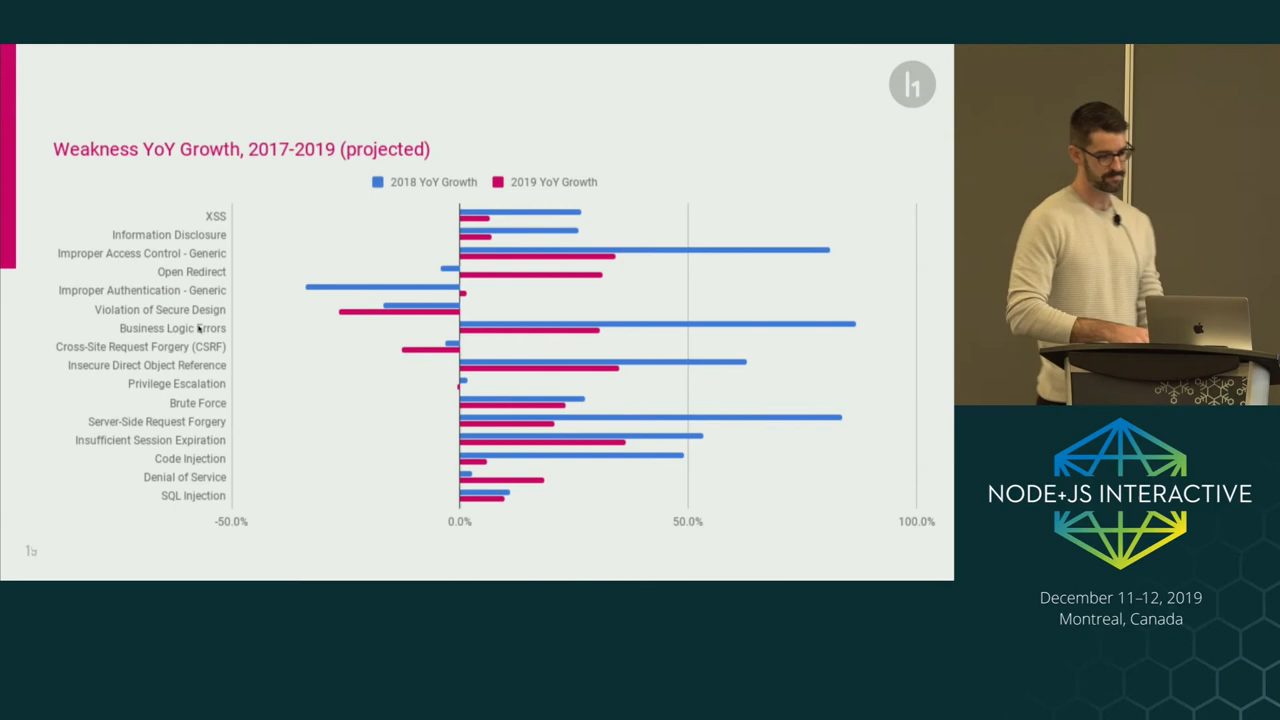 Weakness YoY Growth, 2017-2019 (projected)
2018 YoY Growth
2019 YoY Growth
XSS
Information Disclosure
Improper Access Control - Generic
Open Redirect
Improper Authentication - Generic
Violation of Secure Design
Business Logic Errors
Cross-Site Request Forgery (CSRF)
Insecure Direct Object Reference
Privilege Escalation
Brute Force
Server-Side Request Forgery
Insufficient Session Expiration
Code Injection
Denial of Service
SQL Injection
-50.0%
0.0%
50.0%
100.0%
h1
NODE+JS INTERACTIVE
December 11–12, 2019
Montreal, Canada